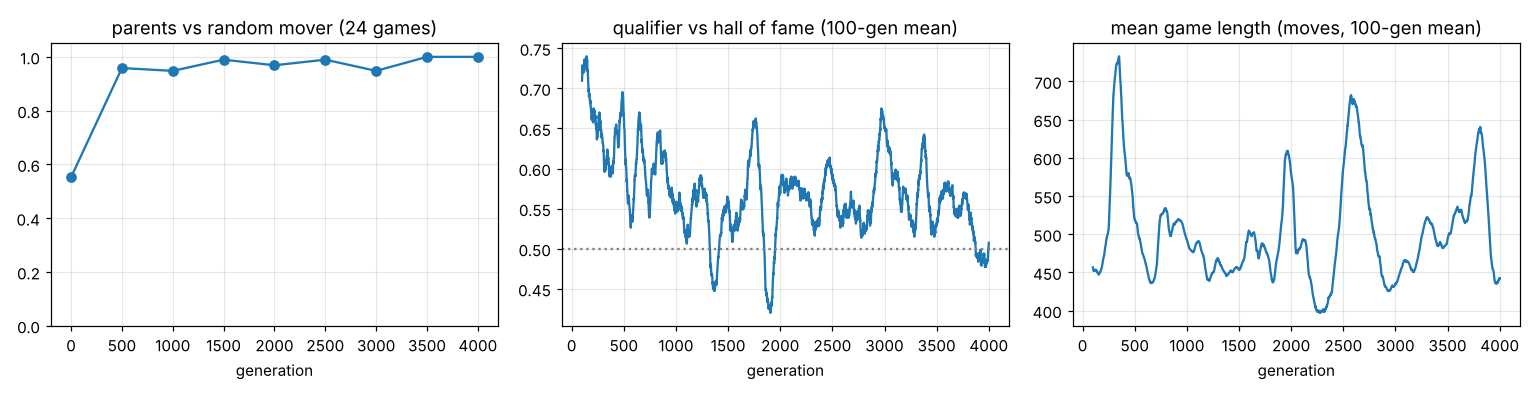 parents vs random mover (24 games)
1.0
0.8
0.6
0.4
0.2
0.0
0 500 1000 1500 2000 2500 3000 3500 4000
generation
qualifier vs hall of fame (100-gen mean)
0.75
0.70
0.65
0.60
0.55
0.50
0.45
0 500 1000 1500 2000 2500 3000 3500 4000
generation
mean game length (moves, 100-gen mean)
700
650
600
550
500
450
400
0 500 1000 1500 2000 2500 3000 3500 4000
generation